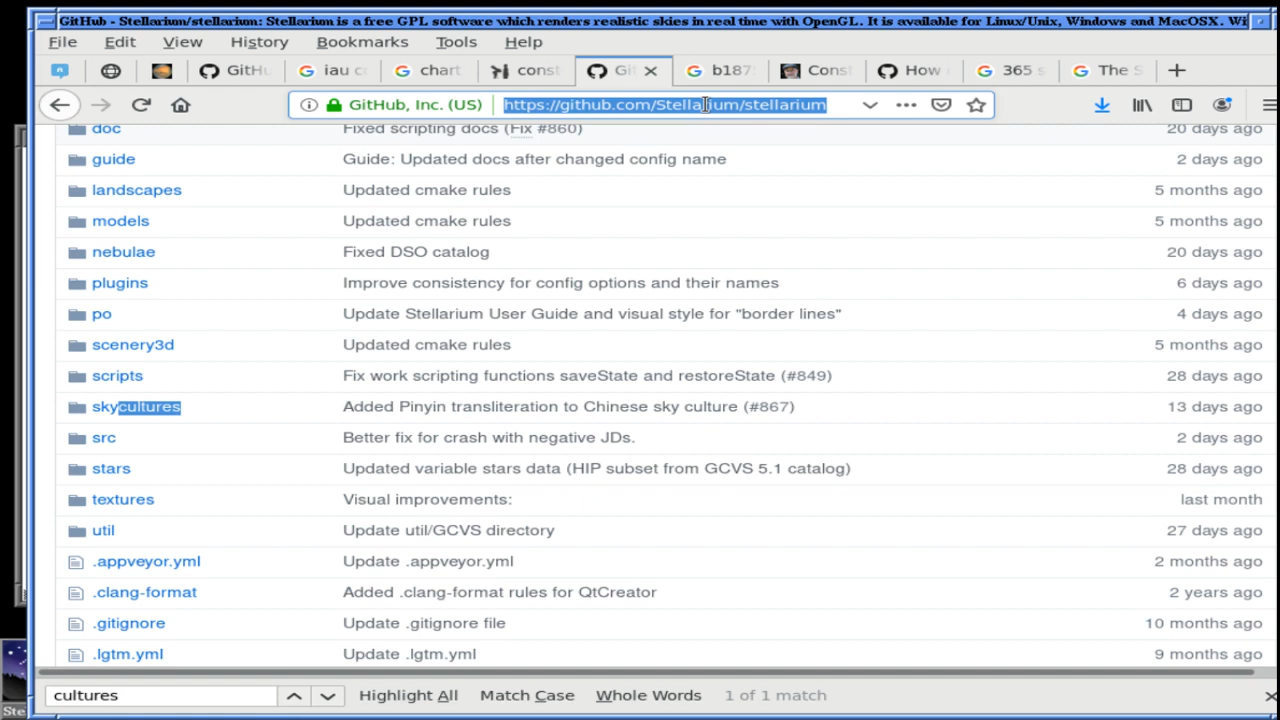 GitHub - Stellarium/stellarium: Stellarium is a free GPL software which renders realistic skies in real time with OpenGL. It is available for Linux/Unix, Windows and MacOSX. Wi
File Edit View History Bookmarks Tools Help
GitHu iau c chart const Git b187 Const How 365 s The S
GitHub, Inc. (US) https://github.com/Stellarium/stellarium
doc Fixed scripting docs (Fix #860) 20 days ago
guide Guide: Updated docs after changed config name 2 days ago
landscapes Updated cmake rules 5 months ago
models Updated cmake rules 5 months ago
nebulae Fixed DSO catalog 20 days ago
plugins Improve consistency for config options and their names 6 days ago
po Update Stellarium User Guide and visual style for "border lines" 4 days ago
scenery3d Updated cmake rules 5 months ago
scripts Fix work scripting functions saveState and restoreState (#849) 28 days ago
skycultures Added Pinyin transliteration to Chinese sky culture (#867) 13 days ago
src Better fix for crash with negative JDs. 2 days ago
stars Updated variable stars data (HIP subset from GCVS 5.1 catalog) 28 days ago
textures Visual improvements: last month
util Update util/GCVS directory 27 days ago
.appveyor.yml Update .appveyor.yml 2 months ago
.clang-format Added .clang-format rules for QtCreator 2 years ago
.gitignore Update .gitignore file 10 months ago
.lgtm.yml Update .lgtm.yml 9 months ago
cultures Highlight All Match Case Whole Words 1 of 1 match
Ste